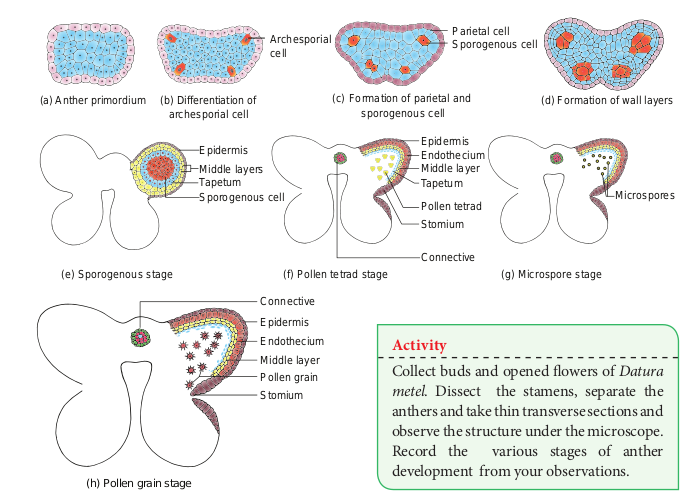 Archesporial
cell
Parietal cell
Sporogenous cell
(a) Anther primordium
(b) Differentiation of
archesporial cell
(c) Formation of parietal and
sporogenous cell
(d) Formation of wall layers
Epidermis
Middle layers
Tapetum
Sporogenous cell
(e) Sporogenous stage
Epidermis
Endothecium
Middle layer
Tapetum
Pollen tetrad
Stomium
Connective
(f) Pollen tetrad stage
Microspores
(g) Microspore stage
Connective
Epidermis
Endothecium
Middle layer
Pollen grain
Stomium
(h) Pollen grain stage
Activity
Collect buds and opened flowers of Datura
metel. Dissect the stamens, separate the
anthers and take thin transverse sections and
observe the structure under the microscope.
Record the various stages of anther
development from your observations.